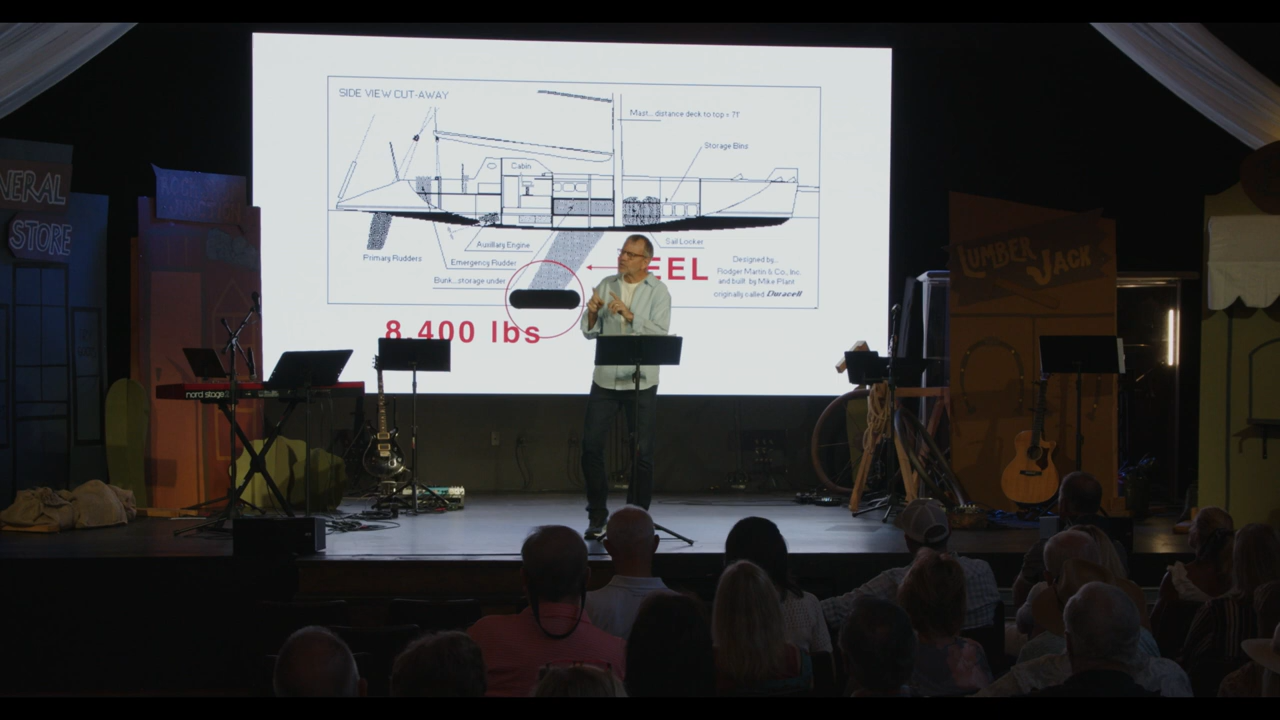 SIDE VIEW CUT-AWAY
Mast... distance deck to top = 71'
Storage Bins
Cabin
Auxiliary Engine
Sail Locker
Primary Rudders
Emergency Rudder
Bunk...storage under
EEL
Designed by...
Rodger Martin & Co., Inc.
and built by Mike Plant
originally called Duracell
8,400 lbs
NERAL
STORE
LUMBER JACK
nord stage